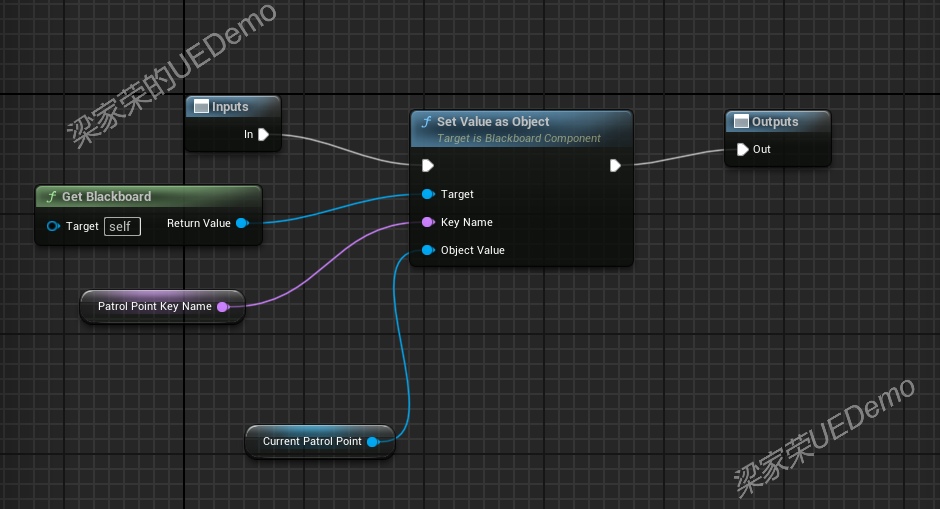 梁家荣的UEDemo
Inputs
In
Set Value as Object
Target is Blackboard Component
Outputs
Out
Get Blackboard
Target self Return Value
Target
Key Name
Object Value
Patrol Point Key Name
Current Patrol Point
梁家荣UEDemo